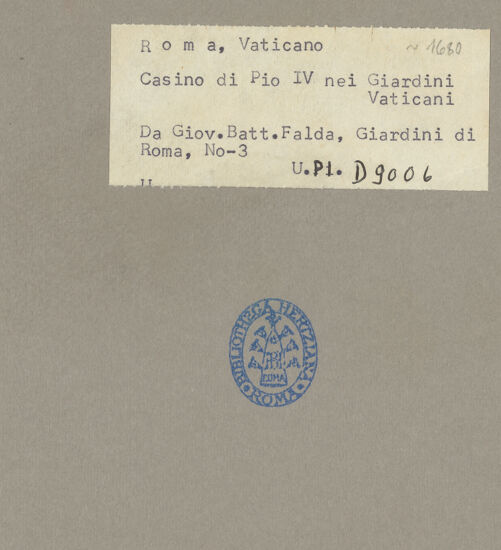 R o m a, Vaticano ~ 1680
Casino di Pio IV nei Giardini
Vaticani
Da Giov.Batt.Falda, Giardini di
Roma, No-3
U.Pl. D9006
BIBLIOTHECA HERTZIANA
ROMA